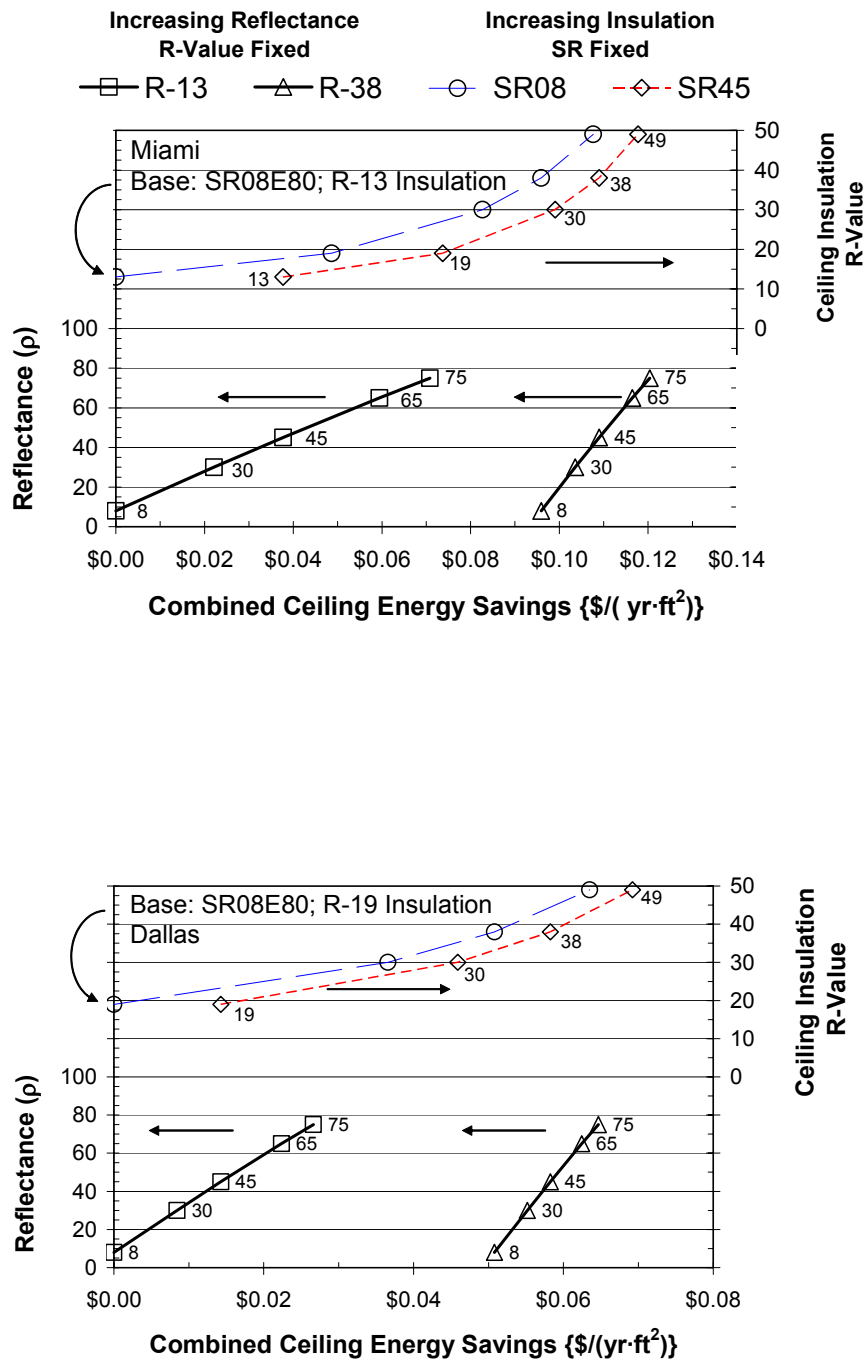 Increasing Reflectance
R-Value Fixed
Increasing Insulation
SR Fixed
R-13 R-38 SR08 SR45
Miami
Base: SR08E80; R-13 Insulation
50
40
30
20
10
0
Ceiling Insulation
R-Value
49
38
30
19
13
Reflectance (ρ)
100
80
60
40
20
0
75
65
45
30
8
75
65
45
30
8
$0.00 $0.02 $0.04 $0.06 $0.08 $0.10 $0.12 $0.14
Combined Ceiling Energy Savings {$/( yr·ft²)}
Base: SR08E80; R-19 Insulation
Dallas
50
40
30
20
10
0
Ceiling Insulation
R-Value
49
38
30
19
Reflectance (ρ)
100
80
60
40
20
0
75
65
45
30
8
75
65
45
30
8
$0.00 $0.02 $0.04 $0.06 $0.08
Combined Ceiling Energy Savings {$/(yr·ft²)}